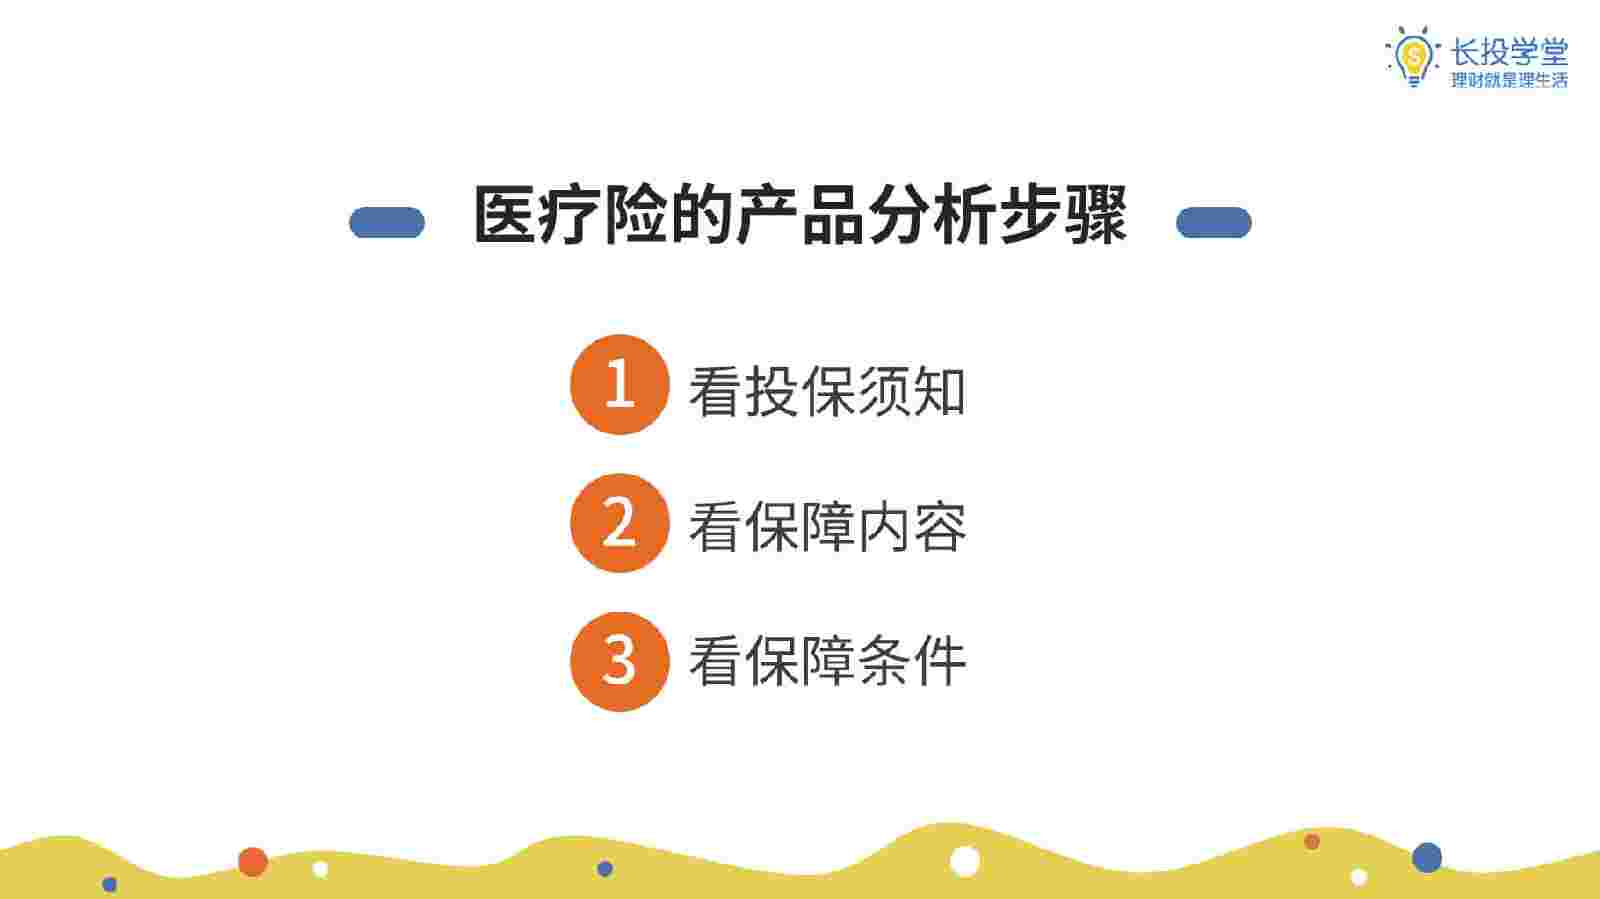 长投学堂
理财就是理生活
医疗险的产品分析步骤
1 看投保须知
2 看保障内容
3 看保障条件